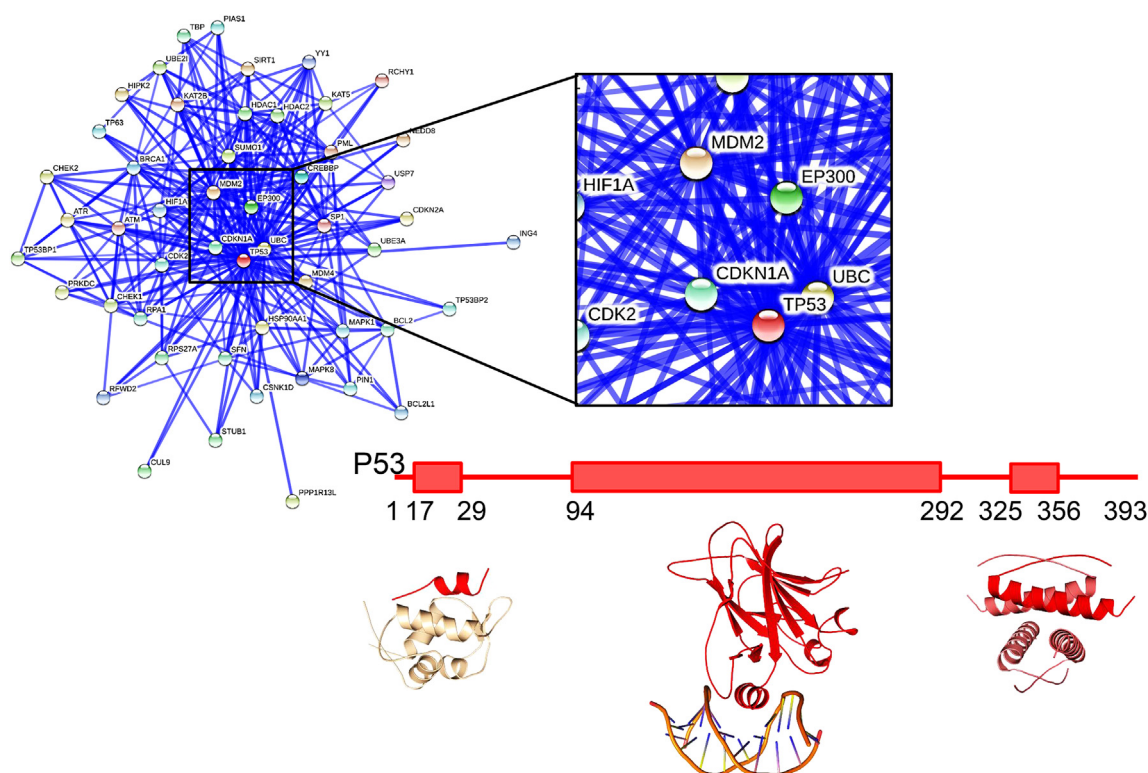 PIAS1
TBP
UBE2I
SIRT1
YY1
RCHY1
HIPK2
KAT2B
KAT5
HDAC1
HDAC2
TP63
NEDD8
SUMO1
PML
BRCA1
CREBBP
CHEK2
MDM2
USP7
EP300
HIF1A
ATR
ATM
SP1
CDKN2A
CDKN1A
UBC
ING4
TP53BP1
CDK2
TP53
UBE3A
MDM4
PRKDC
CHEK1
RPA1
TP53BP2
HSP90AA1
MAPK1
BCL2
RPS27A
SFN
MAPK8
PIN1
RFWD2
CSNK1D
BCL2L1
STUB1
CUL9
PPP1R13L
MDM2
EP300
HIF1A
CDKN1A
UBC
TP53
CDK2
P53
1 17 29 94 292 325 356 393